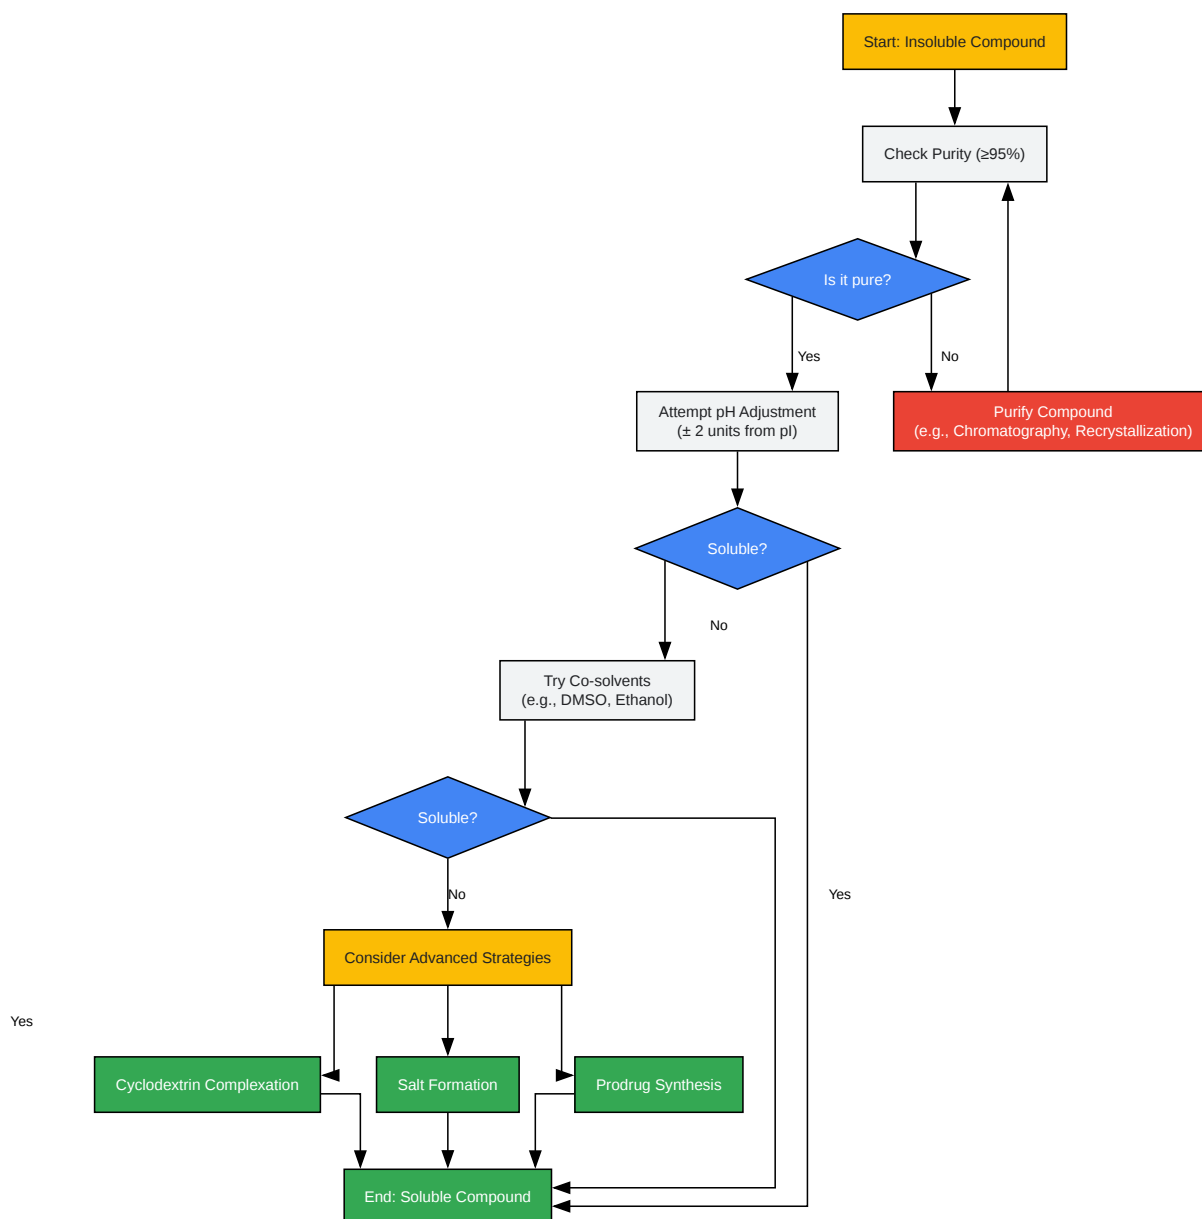 Start: Insoluble Compound
Check Purity (≥95%)
Is it pure?
Yes
No
Attempt pH Adjustment
(± 2 units from pI)
Purify Compound
(e.g., Chromatography, Recrystallization)
Soluble?
No
Try Co-solvents
(e.g., DMSO, Ethanol)
Soluble?
No
Yes
Consider Advanced Strategies
Yes
Cyclodextrin Complexation
Salt Formation
Prodrug Synthesis
End: Soluble Compound